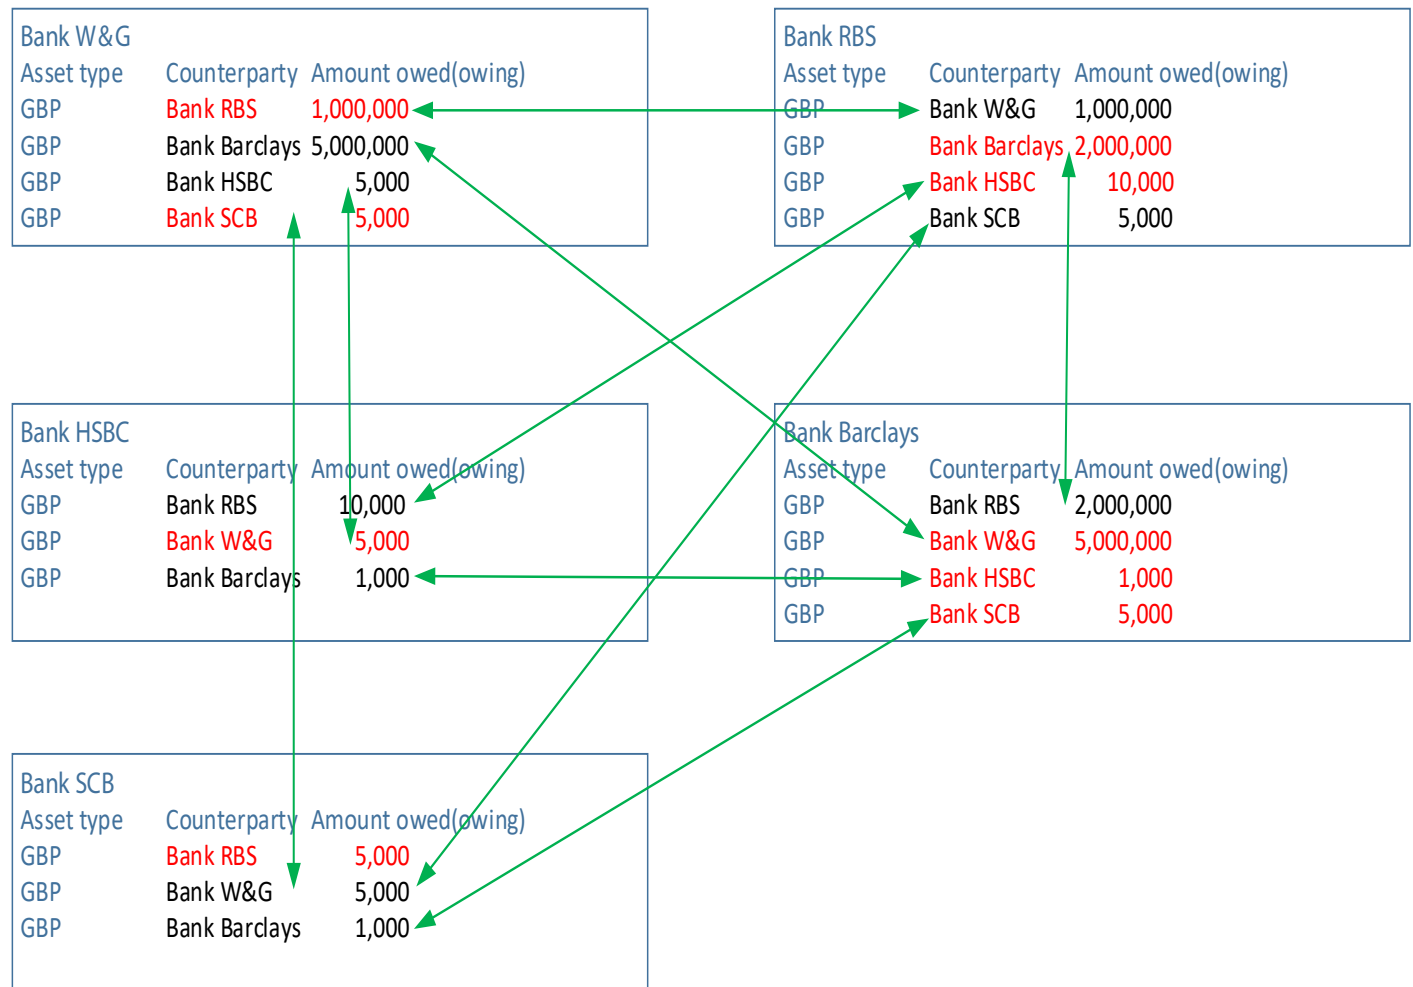 Bank W&G
Asset type Counterparty Amount owed(owing)
GBP Bank RBS 1,000,000
GBP Bank Barclays 5,000,000
GBP Bank HSBC 5,000
GBP Bank SCB 5,000
Bank RBS
Asset type Counterparty Amount owed(owing)
GBP Bank W&G 1,000,000
GBP Bank Barclays 2,000,000
GBP Bank HSBC 10,000
GBP Bank SCB 5,000
Bank HSBC
Asset type Counterparty Amount owed(owing)
GBP Bank RBS 10,000
GBP Bank W&G 5,000
GBP Bank Barclays 1,000
Bank Barclays
Asset type Counterparty Amount owed(owing)
GBP Bank RBS 2,000,000
GBP Bank W&G 5,000,000
GBP Bank HSBC 1,000
GBP Bank SCB 5,000
Bank SCB
Asset type Counterparty Amount owed(owing)
GBP Bank RBS 5,000
GBP Bank W&G 5,000
GBP Bank Barclays 1,000